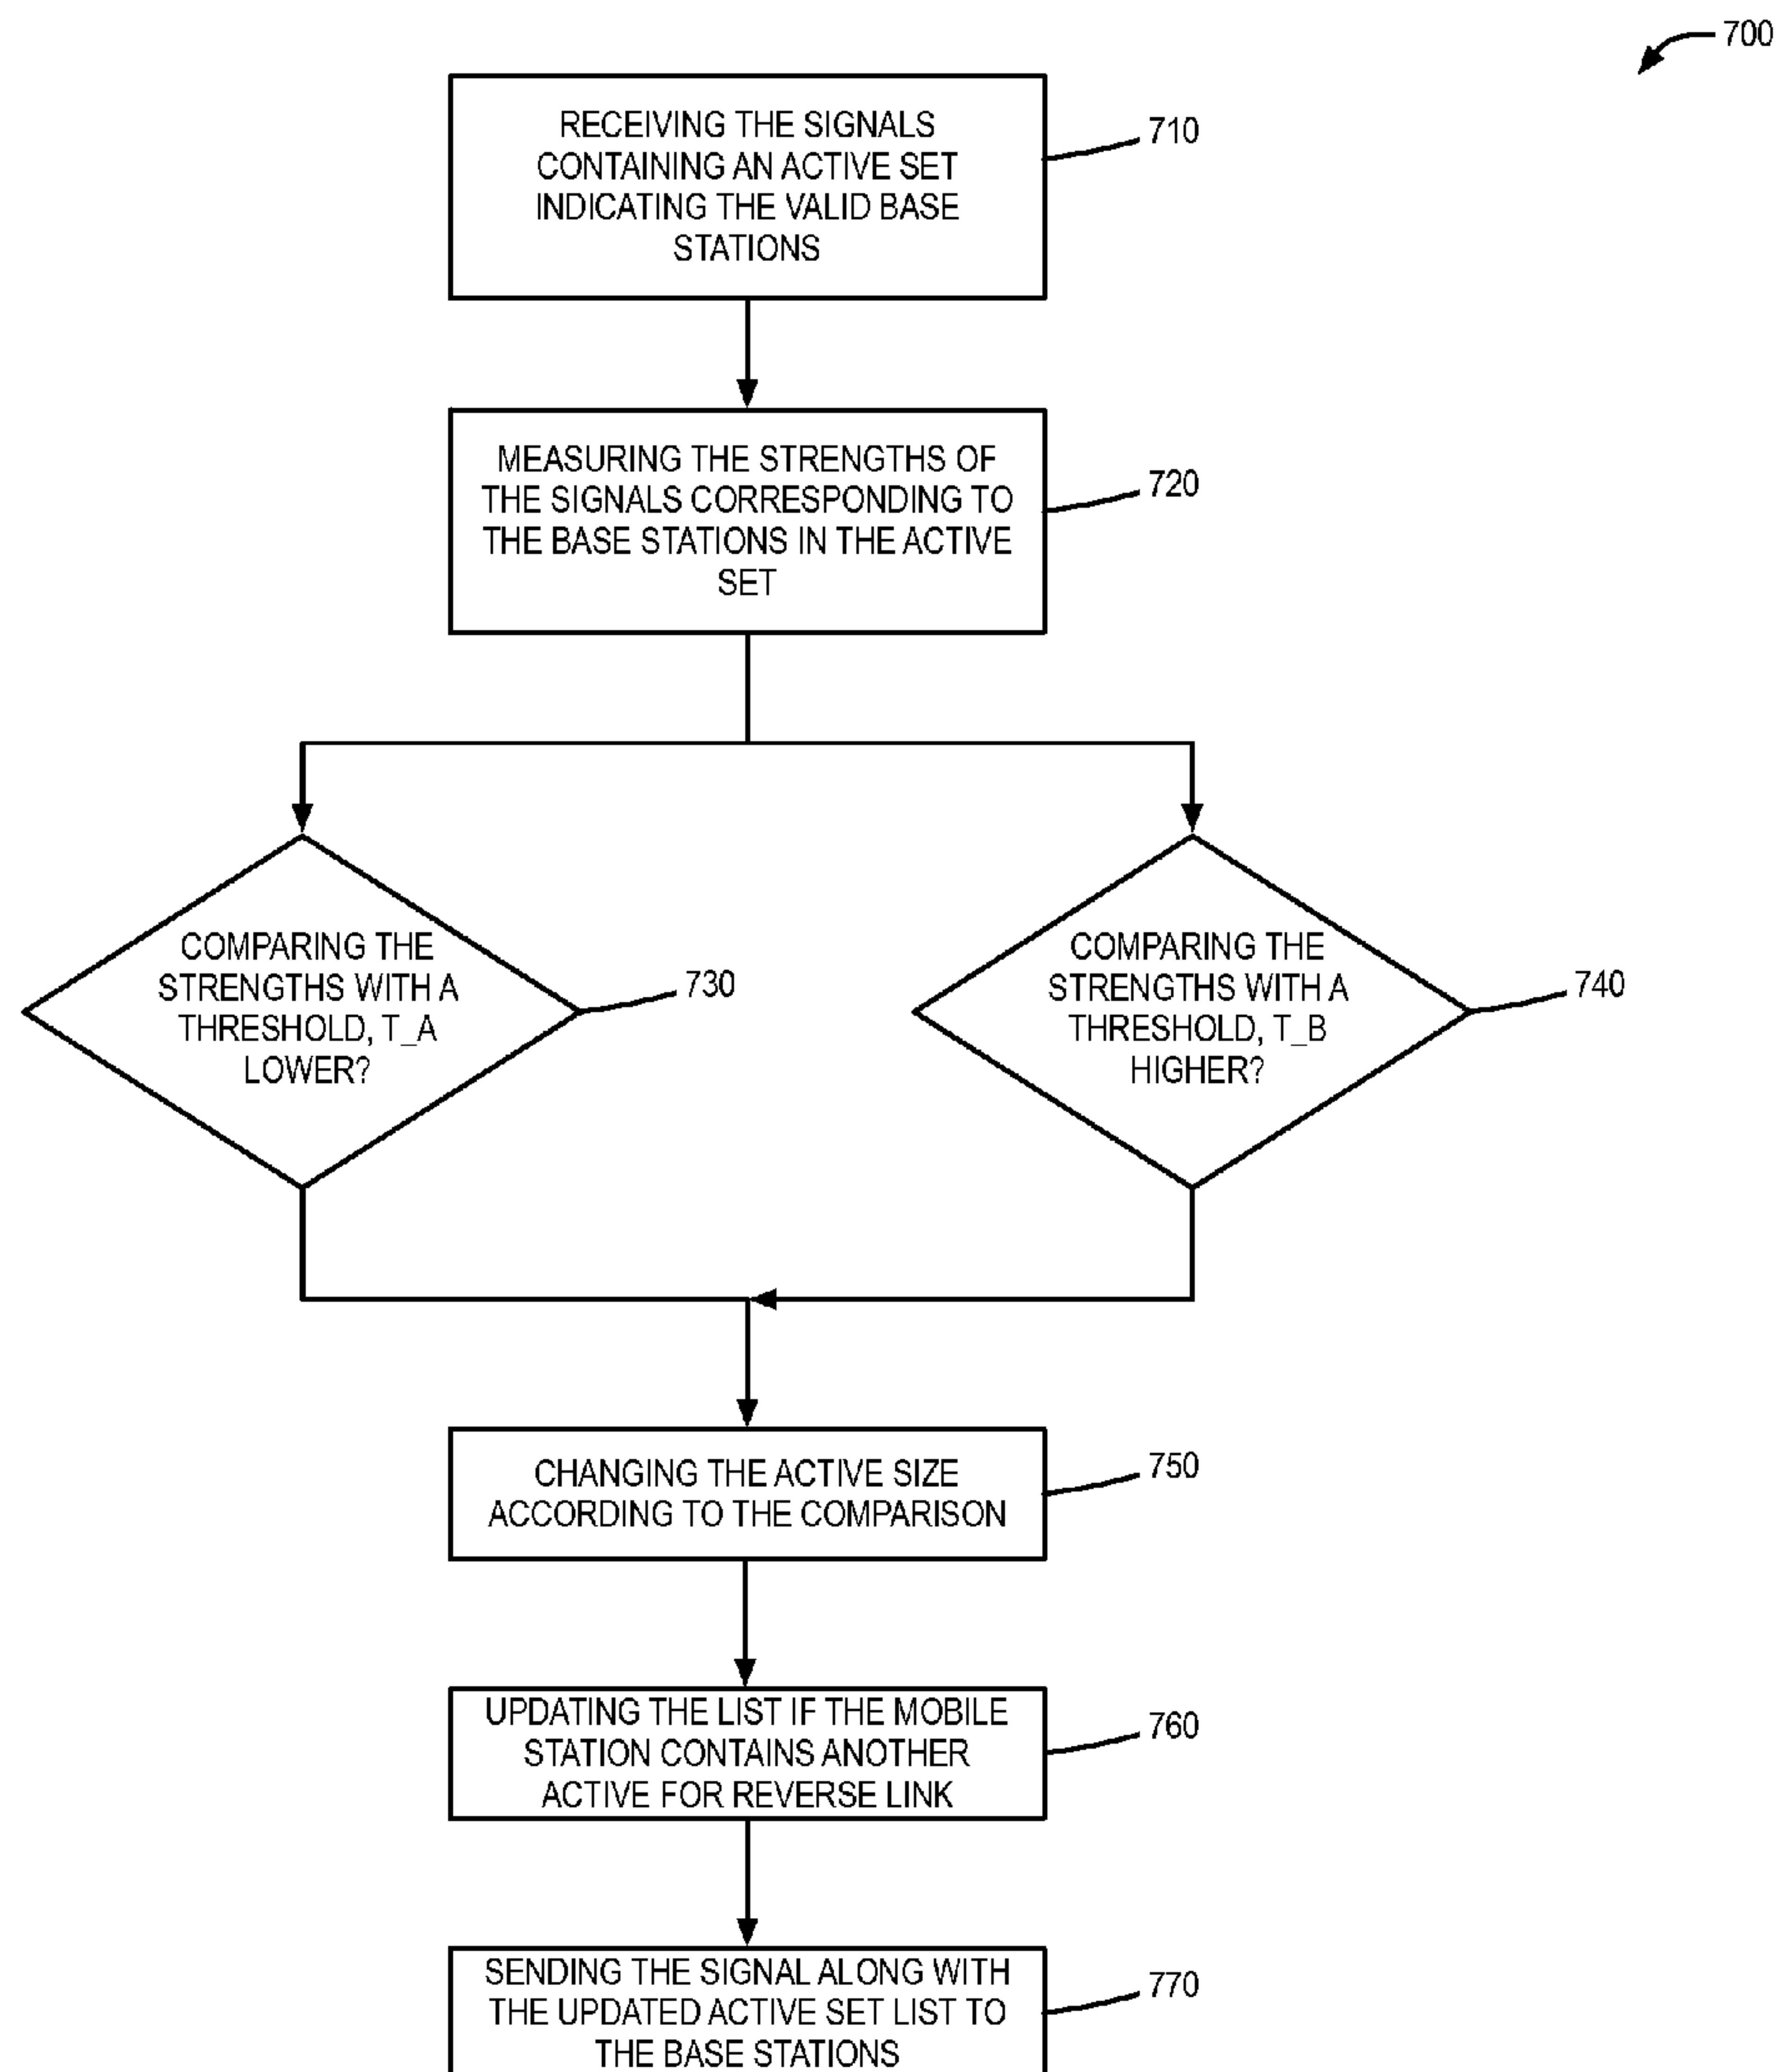 700
RECEIVING THE SIGNALS
CONTAINING AN ACTIVE SET
INDICATING THE VALID BASE
STATIONS
710
MEASURING THE STRENGTHS OF
THE SIGNALS CORRESPONDING TO
THE BASE STATIONS IN THE ACTIVE
SET
720
COMPARING THE
STRENGTHS WITH A
THRESHOLD, T_A
LOWER?
730
COMPARING THE
STRENGTHS WITH A
THRESHOLD, T_B
HIGHER?
740
CHANGING THE ACTIVE SIZE
ACCORDING TO THE COMPARISON
750
UPDATING THE LIST IF THE MOBILE
STATION CONTAINS ANOTHER
ACTIVE FOR REVERSE LINK
760
SENDING THE SIGNAL ALONG WITH
THE UPDATED ACTIVE SET LIST TO
THE BASE STATIONS
770